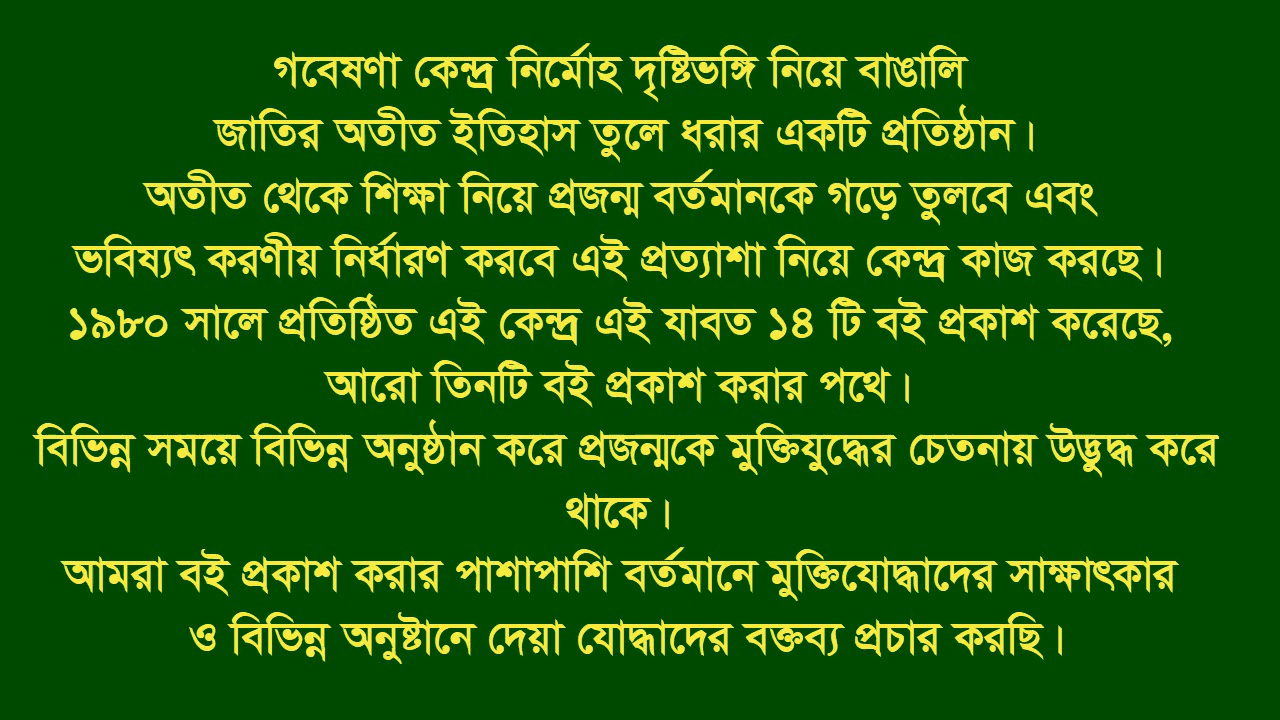 গবেষণা কেন্দ্র নির্মোহ দৃষ্টিভঙ্গি নিয়ে বাঙালি
জাতির অতীত ইতিহাস তুলে ধরার একটি প্রতিষ্ঠান।
অতীত থেকে শিক্ষা নিয়ে প্রজন্ম বর্তমানকে গড়ে তুলবে এবং
ভবিষ্যৎ করণীয় নির্ধারণ করবে এই প্রত্যাশা নিয়ে কেন্দ্র কাজ করছে।
১৯৮০ সালে প্রতিষ্ঠিত এই কেন্দ্র এই যাবত ১৪ টি বই প্রকাশ করেছে,
আরো তিনটি বই প্রকাশ করার পথে।
বিভিন্ন সময়ে বিভিন্ন অনুষ্ঠান করে প্রজন্মকে মুক্তিযুদ্ধের চেতনায় উদ্ভুদ্ধ করে
থাকে।
আমরা বই প্রকাশ করার পাশাপাশি বর্তমানে মুক্তিযোদ্ধাদের সাক্ষাৎকার
ও বিভিন্ন অনুষ্টানে দেয়া যোদ্ধাদের বক্তব্য প্রচার করছি।